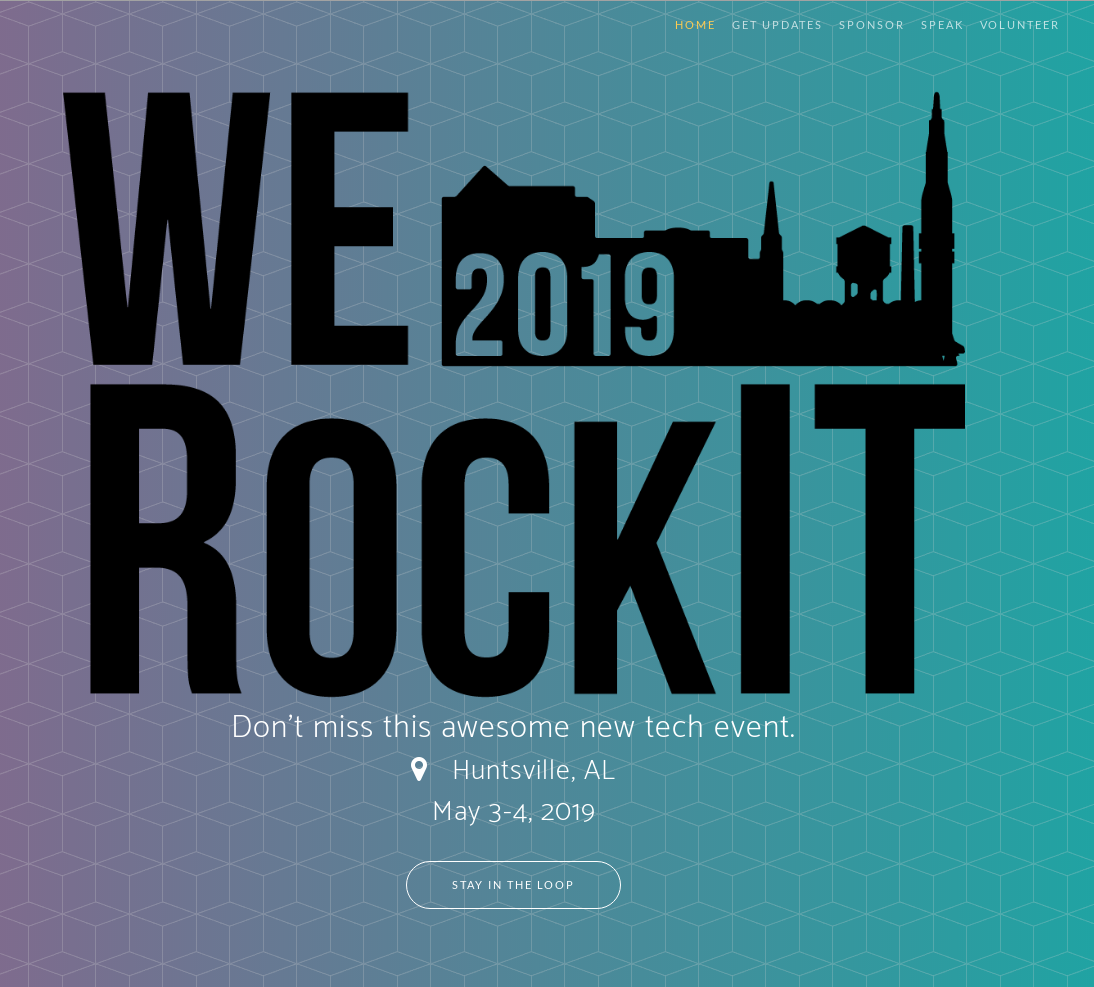 HOME GET UPDATES SPONSOR SPEAK VOLUNTEER
WE
2019
ROCKIT
Don't miss this awesome new tech event.
Huntsville, AL
May 3-4, 2019
STAY IN THE LOOP